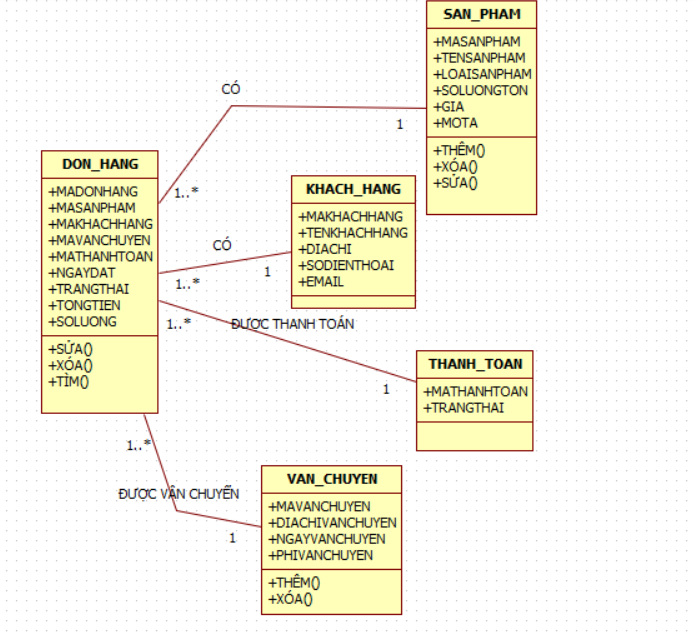 SAN_PHAM
+MASANPHAM
+TENSANPHAM
+LOAISANPHAM
+SOLUONGTON
+GIA
+MOTA
+THÊM()
+XÓA()
+SỬA()
CÓ
1
1..*
DON_HANG
+MADONHANG
+MASANPHAM
+MAKHACHHANG
+MAVANCHUYEN
+MATHANHTOAN
+NGAYDAT
+TRANGTHAI
+TONGTIEN
+SOLUONG
+SỬA()
+XÓA()
+TÌM()
KHACH_HANG
+MAKHACHHANG
+TENKHACHHANG
+DIACHI
+SODIENTHOAI
+EMAIL
CÓ
1
1..*
1..*
ĐƯỢC THANH TOÁN
1
THANH_TOAN
+MATHANHTOAN
+TRANGTHAI
1..*
ĐƯỢC VẬN CHUYỂN
1
VAN_CHUYEN
+MAVANCHUYEN
+DIACHIVANCHUYEN
+NGAYVANCHUYEN
+PHIVANCHUYEN
+THÊM()
+XÓA()